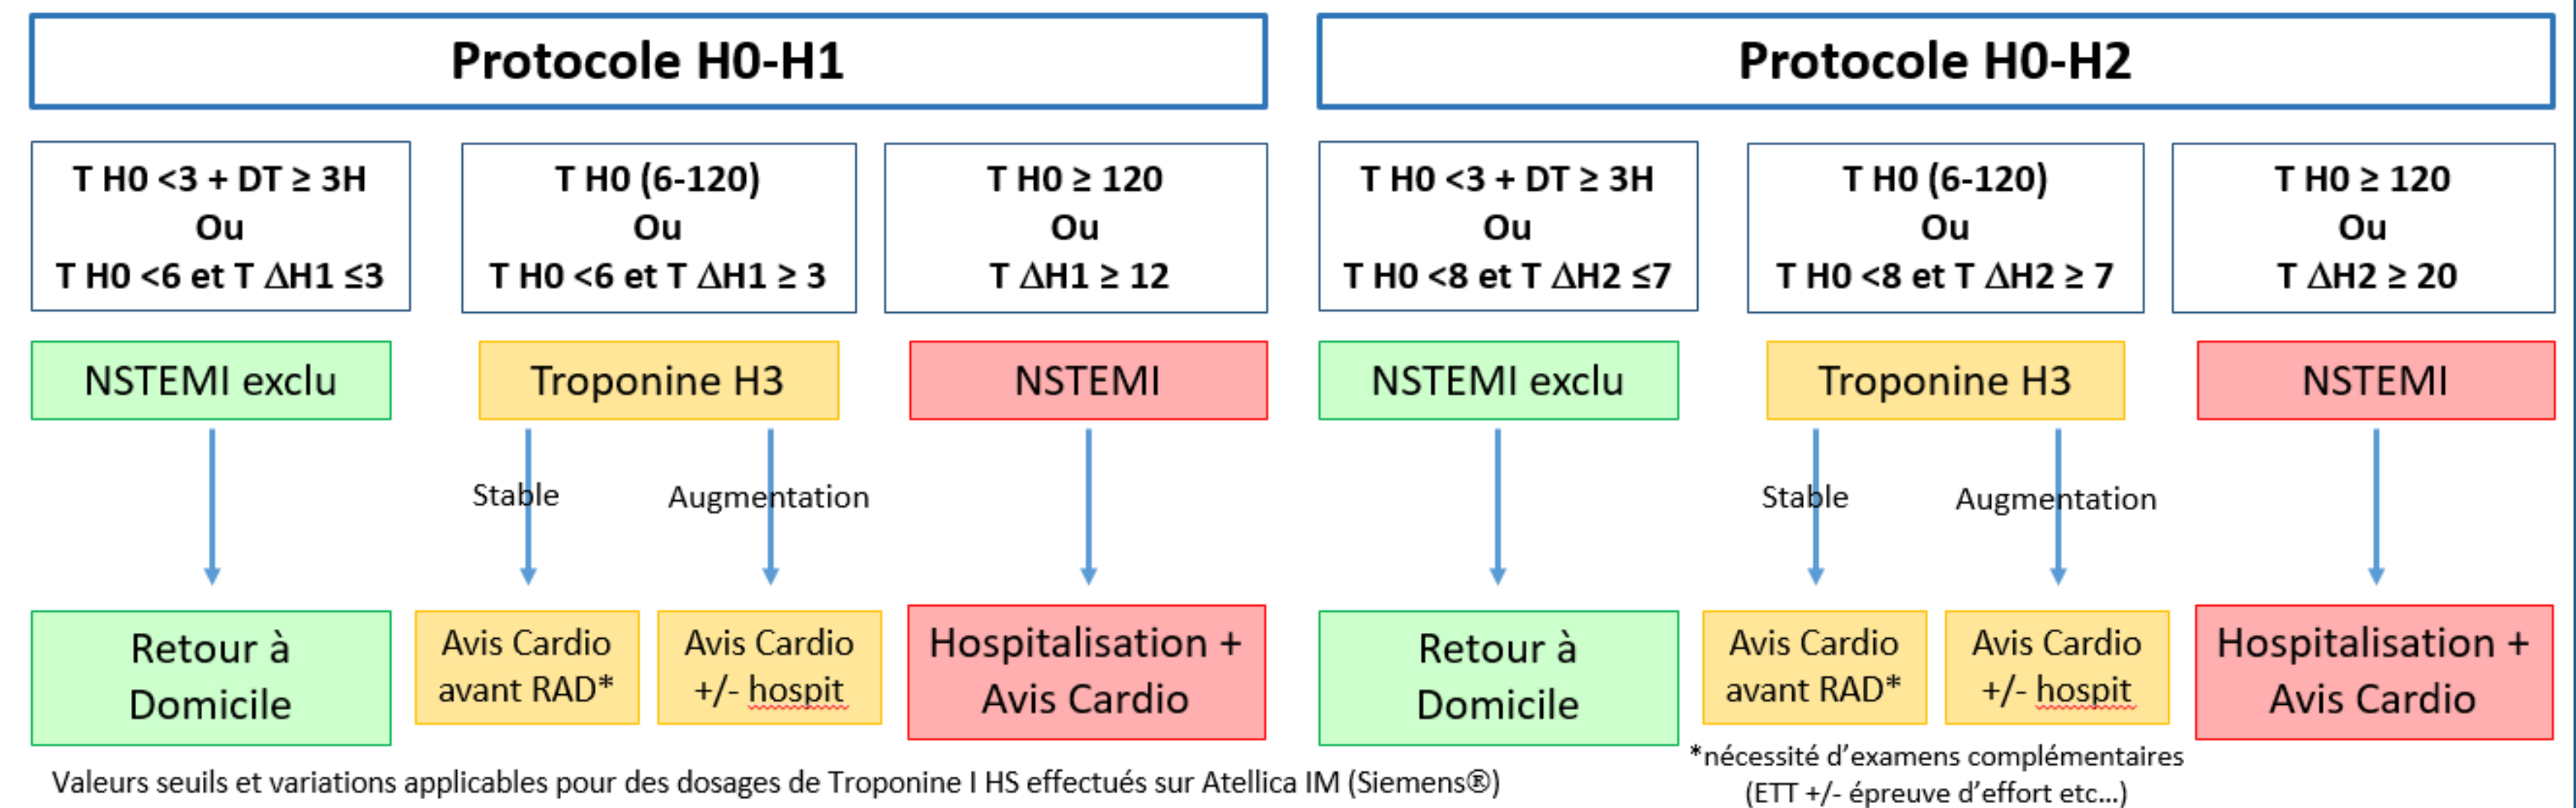 Protocole H0-H1
T H0 <3 + DT ≥ 3H
Ou
T H0 <6 et T ΔH1 ≤3
T H0 (6-120)
Ou
T H0 <6 et T ΔH1 ≥ 3
T H0 ≥ 120
Ou
T ΔH1 ≥ 12
NSTEMI exclu
Troponine H3
NSTEMI
Stable
Augmentation
Retour à
Domicile
Avis Cardio
avant RAD*
Avis Cardio
+/- hospit
Hospitalisation +
Avis Cardio
Protocole H0-H2
T H0 <3 + DT ≥ 3H
Ou
T H0 <8 et T ΔH2 ≤7
T H0 (6-120)
Ou
T H0 <8 et T ΔH2 ≥ 7
T H0 ≥ 120
Ou
T ΔH2 ≥ 20
NSTEMI exclu
Troponine H3
NSTEMI
Stable
Augmentation
Retour à
Domicile
Avis Cardio
avant RAD*
Avis Cardio
+/- hospit
Hospitalisation +
Avis Cardio
*nécessité d'examens complémentaires
(ETT +/- épreuve d'effort etc…)
Valeurs seuils et variations applicables pour des dosages de Troponine I HS effectués sur Atellica IM (Siemens®)